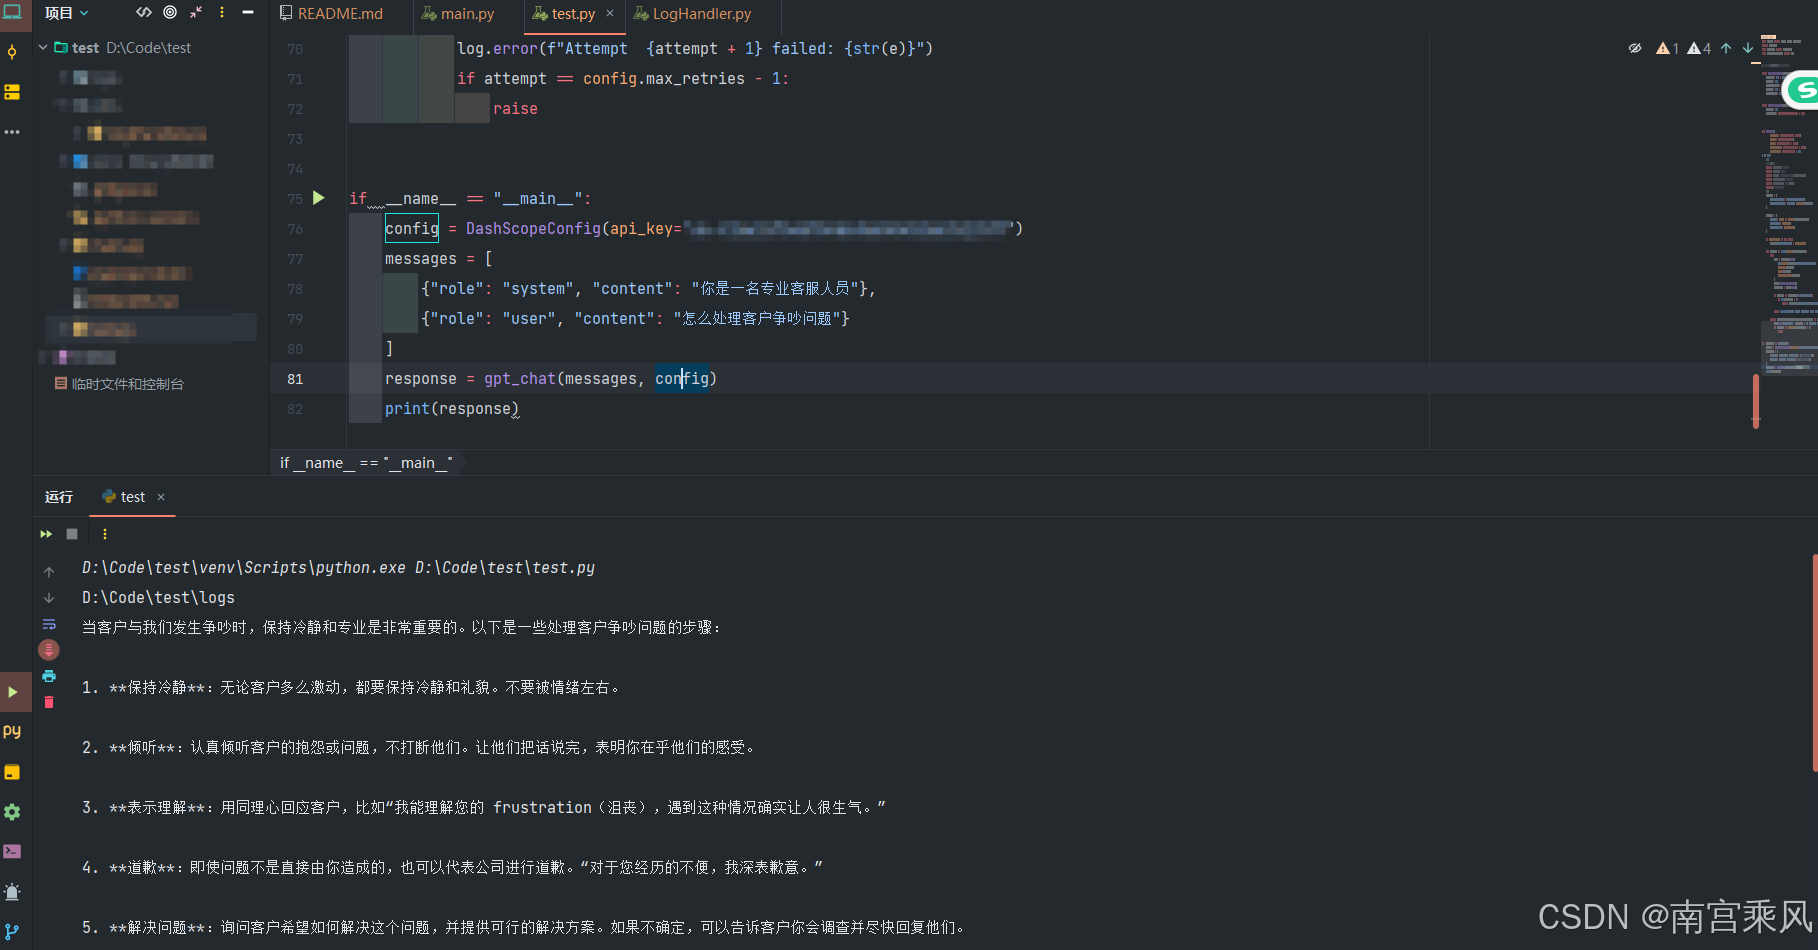 项目
README.md
main.py
test.py
LogHandler.py
test D:\Code\test
临时文件和控制台
1 4
70 log.error(f"Attempt {attempt + 1} failed: {str(e)}")
71 if attempt == config.max_retries - 1:
72 raise
73
74
75 if __name__ == "__main__":
76 config = DashScopeConfig(api_key="")
77 messages = [
78 {"role": "system", "content": "你是一名专业客服人员"},
79 {"role": "user", "content": "怎么处理客户争吵问题"}
80 ]
81 response = gpt_chat(messages, config)
82 print(response)
if __name__ == "__main__"
运行
test
D:\Code\test\venv\Scripts\python.exe D:\Code\test\test.py
D:\Code\test\logs
当客户与我们发生争吵时，保持冷静和专业是非常重要的。以下是一些处理客户争吵问题的步骤：
1. **保持冷静**：无论客户多么激动，都要保持冷静和礼貌。不要被情绪左右。
2. **倾听**：认真倾听客户的抱怨或问题，不打断他们。让他们把话说完，表明你在乎他们的感受。
3. **表示理解**：用同理心回应客户，比如“我能理解您的 frustration（沮丧），遇到这种情况确实让人很生气。”
4. **道歉**：即使问题不是直接由你造成的，也可以代表公司进行道歉。“对于您经历的不便，我深表歉意。”
5. **解决问题**：询问客户希望如何解决这个问题，并提供可行的解决方案。如果不确定，可以告诉客户你会调查并尽快回复他们。
py
CSDN @南宫乘风